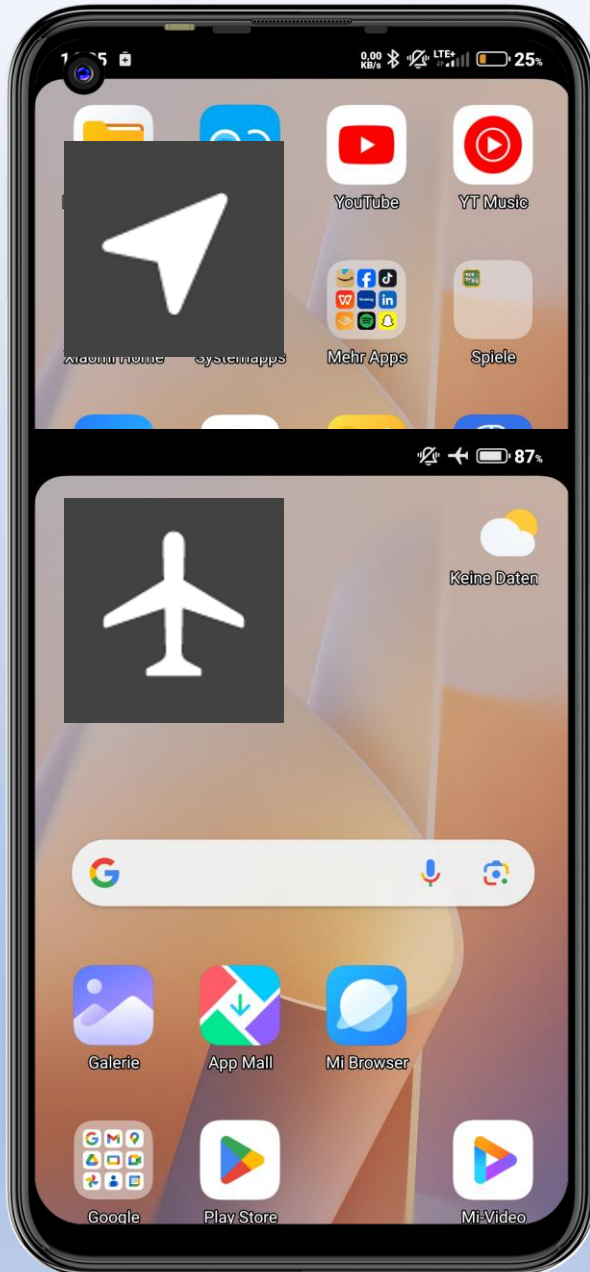 0,00
KB/s
LTE+
25%
YouTube
YT Music
Mehr Apps
Spiele
87%
Keine Daten
Galerie
App Mall
Mi Browser
Google
Play Store
Mi-Video